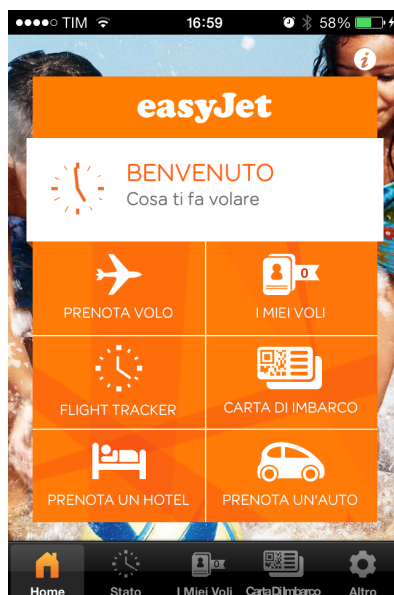 TIM 16:59 58%
i
easyJet
BENVENUTO
Cosa ti fa volare
0
PRENOTA VOLO I MIEI VOLI
FLIGHT TRACKER CARTA DI IMBARCO
PRENOTA UN HOTEL PRENOTA UN'AUTO
Home Stato I Miei Voli Carta Di Imbarco Altro